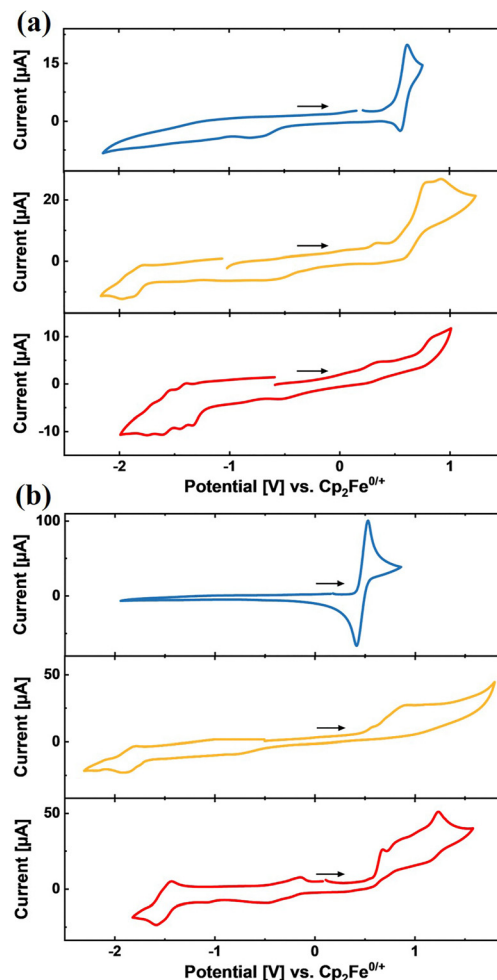 (a)
Current [µA]
15
0
Current [µA]
20
0
Current [µA]
10
0
-10
-2 -1 0 1
Potential [V] vs. Cp₂Fe⁰/⁺
(b)
Current [µA]
100
0
Current [µA]
50
0
Current [µA]
50
0
-2 -1 0 1
Potential [V] vs. Cp₂Fe⁰/⁺